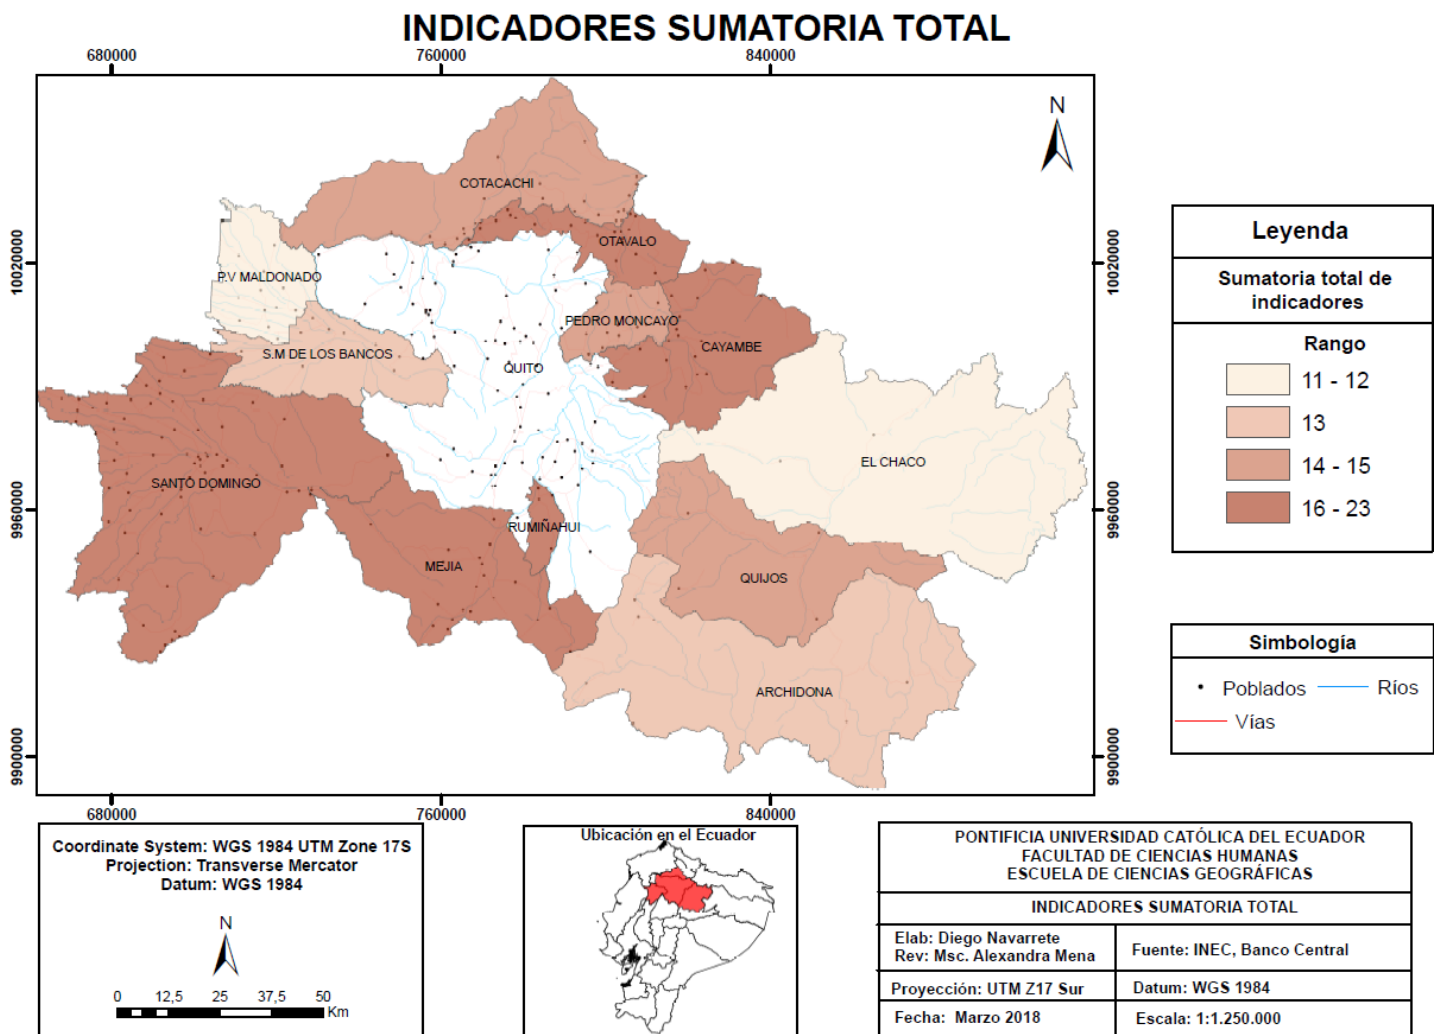 INDICADORES SUMATORIA TOTAL
680000
760000
840000
10020000
9960000
9900000
10020000
9960000
9900000
680000
760000
840000
N
COTACACHI
OTAVALO
P.V MALDONADO
PEDRO MONCAYO
CAYAMBE
S.M DE LOS BANCOS
QUITO
EL CHACO
SANTO DOMINGO
RUMIÑAHUI
MEJIA
QUIJOS
ARCHIDONA
Leyenda
Sumatoria total de
indicadores
Rango
11 - 12
13
14 - 15
16 - 23
Simbología
Poblados
Ríos
Vías
Coordinate System: WGS 1984 UTM Zone 17S
Projection: Transverse Mercator
Datum: WGS 1984
N
0 12,5 25 37,5 50
Km
Ubicación en el Ecuador
PONTIFICIA UNIVERSIDAD CATÓLICA DEL ECUADOR
FACULTAD DE CIENCIAS HUMANAS
ESCUELA DE CIENCIAS GEOGRÁFICAS
INDICADORES SUMATORIA TOTAL
Elab: Diego Navarrete
Rev: Msc. Alexandra Mena
Fuente: INEC, Banco Central
Proyección: UTM Z17 Sur
Datum: WGS 1984
Fecha: Marzo 2018
Escala: 1:1.250.000